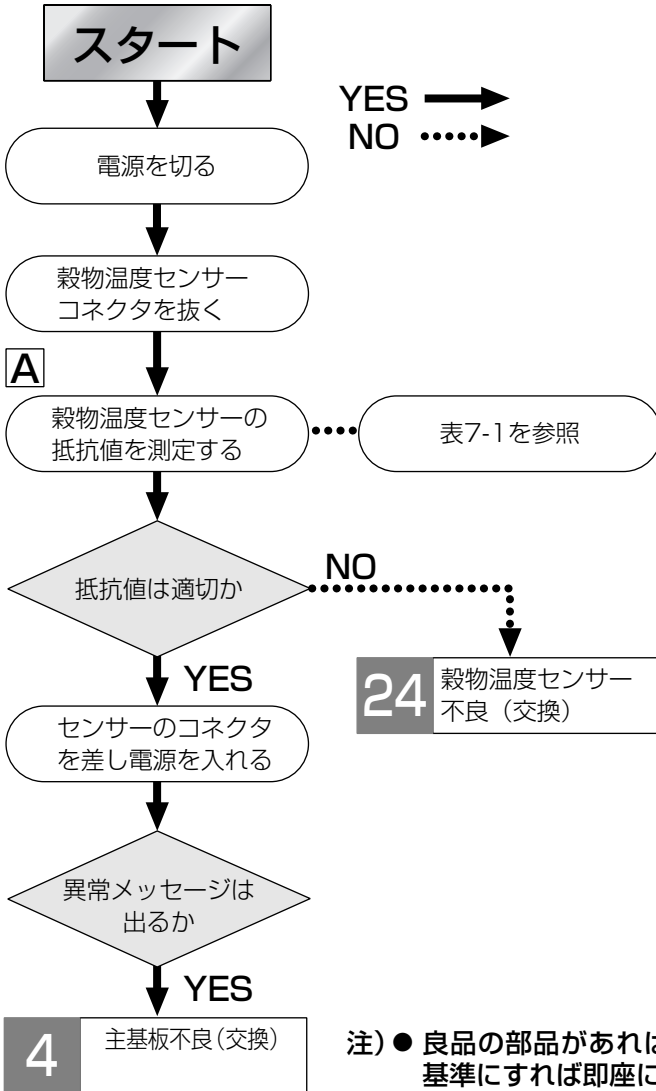 スタート
YES
NO
電源を切る
穀物温度センサー
コネクタを抜く
A
穀物温度センサーの
抵抗値を測定する
表7-1を参照
抵抗値は適切か
NO
YES
24
穀物温度センサー
不良（交換）
センサーのコネクタ
を差し電源を入れる
異常メッセージは
出るか
YES
4
主基板不良（交換）
注）● 良品の部品があれ
基準にすれば即座に